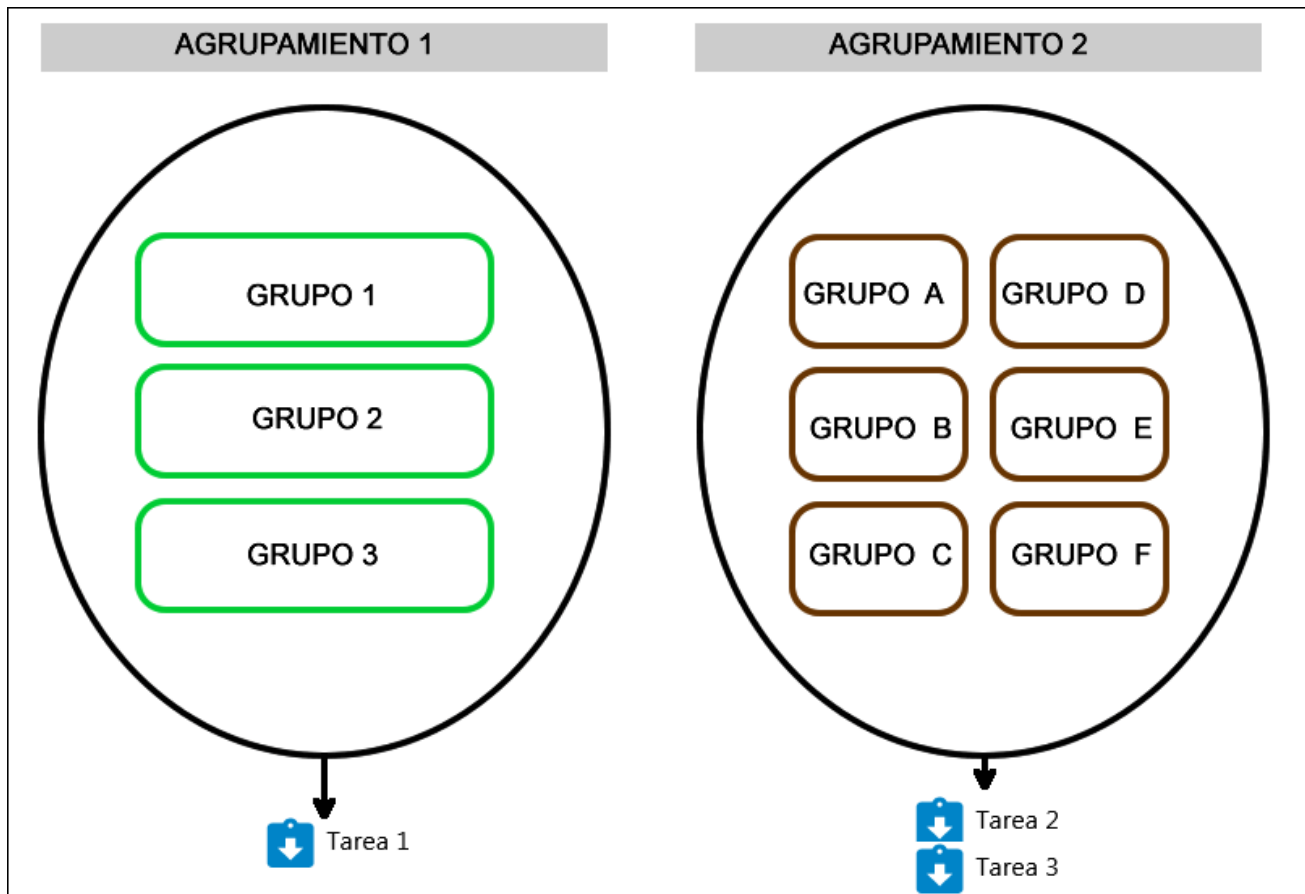 AGRUPAMIENTO 1
GRUPO 1
GRUPO 2
GRUPO 3
Tarea 1
AGRUPAMIENTO 2
GRUPO A
GRUPO D
GRUPO B
GRUPO E
GRUPO C
GRUPO F
Tarea 2
Tarea 3